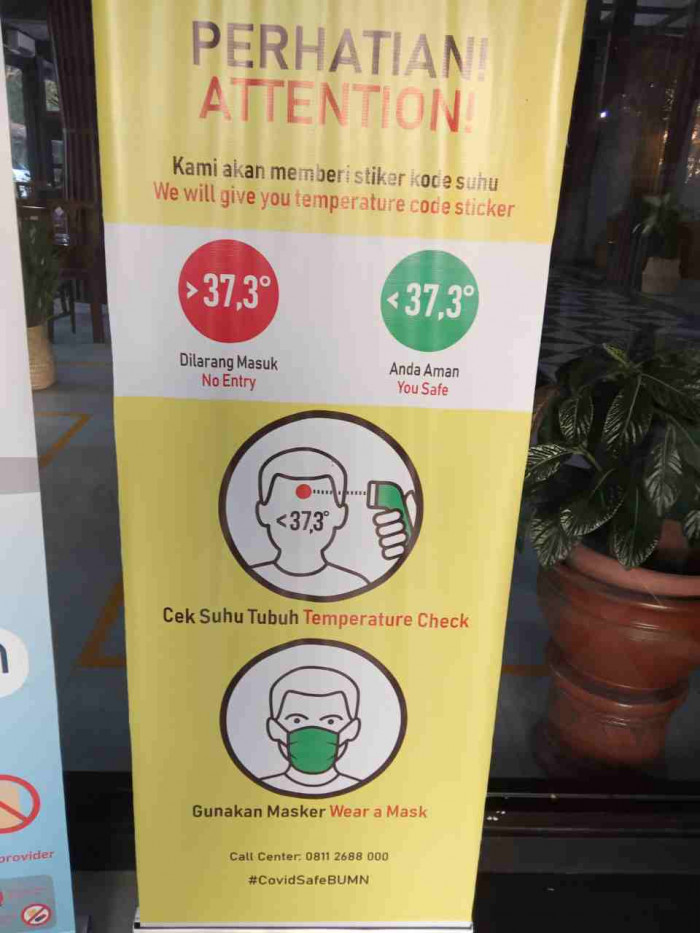 PERHATIAN!
ATTENTION!
Kami akan memberi stiker kode suhu
We will give you temperature code sticker
>37,3°
<37,3°
Dilarang Masuk
No Entry
Anda Aman
You Safe
<37,3°
Cek Suhu Tubuh Temperature Check
Gunakan Masker Wear a Mask
Call Center: 0811 2688 000
#CovidSafeBUMN
provider